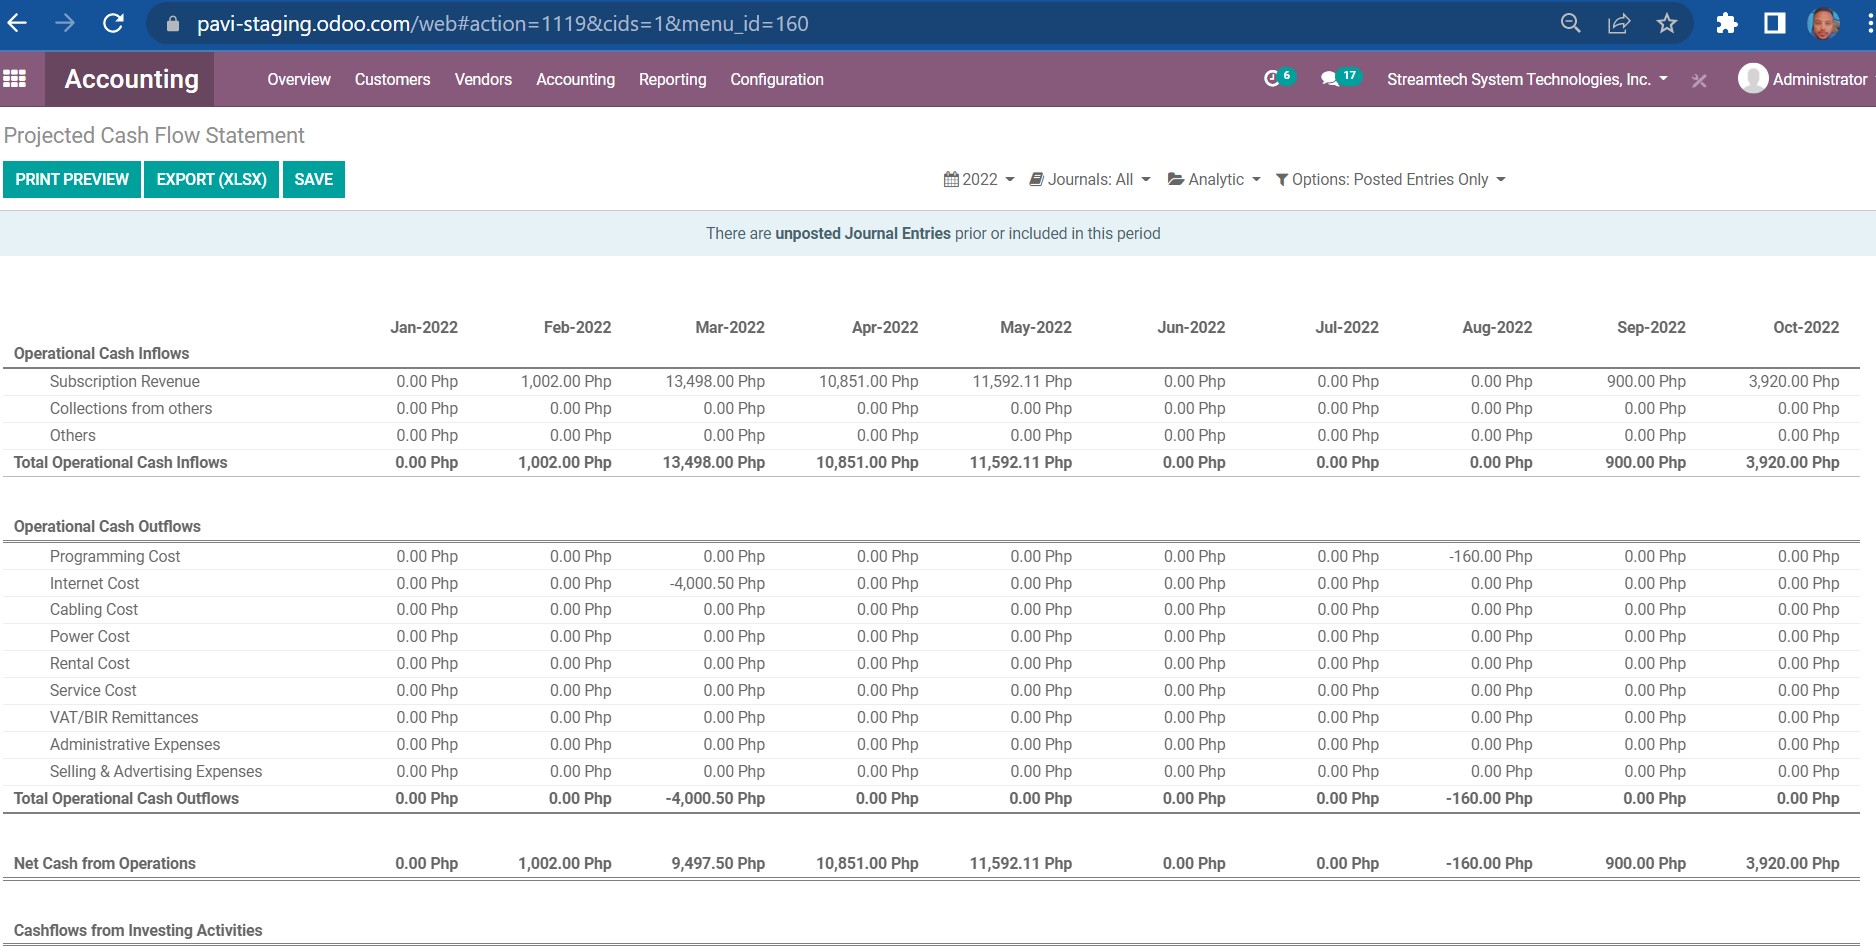 pavi-staging.odoo.com/web#action=1119&cids=1&menu_id=160
Accounting Overview Customers Vendors Accounting Reporting Configuration 6 17 Streamtech System Technologies, Inc. Administrator
Projected Cash Flow Statement
PRINT PREVIEW EXPORT (XLSX) SAVE 2022 Journals: All Analytic Options: Posted Entries Only
There are unposted Journal Entries prior or included in this period
Jan-2022 Feb-2022 Mar-2022 Apr-2022 May-2022 Jun-2022 Jul-2022 Aug-2022 Sep-2022 Oct-2022
Operational Cash Inflows
Subscription Revenue 0.00 Php 1,002.00 Php 13,498.00 Php 10,851.00 Php 11,592.11 Php 0.00 Php 0.00 Php 0.00 Php 900.00 Php 3,920.00 Php
Collections from others 0.00 Php 0.00 Php 0.00 Php 0.00 Php 0.00 Php 0.00 Php 0.00 Php 0.00 Php 0.00 Php 0.00 Php
Others 0.00 Php 0.00 Php 0.00 Php 0.00 Php 0.00 Php 0.00 Php 0.00 Php 0.00 Php 0.00 Php 0.00 Php
Total Operational Cash Inflows 0.00 Php 1,002.00 Php 13,498.00 Php 10,851.00 Php 11,592.11 Php 0.00 Php 0.00 Php 0.00 Php 900.00 Php 3,920.00 Php
Operational Cash Outflows
Programming Cost 0.00 Php 0.00 Php 0.00 Php 0.00 Php 0.00 Php 0.00 Php 0.00 Php -160.00 Php 0.00 Php 0.00 Php
Internet Cost 0.00 Php 0.00 Php -4,000.50 Php 0.00 Php 0.00 Php 0.00 Php 0.00 Php 0.00 Php 0.00 Php 0.00 Php
Cabling Cost 0.00 Php 0.00 Php 0.00 Php 0.00 Php 0.00 Php 0.00 Php 0.00 Php 0.00 Php 0.00 Php 0.00 Php
Power Cost 0.00 Php 0.00 Php 0.00 Php 0.00 Php 0.00 Php 0.00 Php 0.00 Php 0.00 Php 0.00 Php 0.00 Php
Rental Cost 0.00 Php 0.00 Php 0.00 Php 0.00 Php 0.00 Php 0.00 Php 0.00 Php 0.00 Php 0.00 Php 0.00 Php
Service Cost 0.00 Php 0.00 Php 0.00 Php 0.00 Php 0.00 Php 0.00 Php 0.00 Php 0.00 Php 0.00 Php 0.00 Php
VAT/BIR Remittances 0.00 Php 0.00 Php 0.00 Php 0.00 Php 0.00 Php 0.00 Php 0.00 Php 0.00 Php 0.00 Php 0.00 Php
Administrative Expenses 0.00 Php 0.00 Php 0.00 Php 0.00 Php 0.00 Php 0.00 Php 0.00 Php 0.00 Php 0.00 Php 0.00 Php
Selling & Advertising Expenses 0.00 Php 0.00 Php 0.00 Php 0.00 Php 0.00 Php 0.00 Php 0.00 Php 0.00 Php 0.00 Php 0.00 Php
Total Operational Cash Outflows 0.00 Php 0.00 Php -4,000.50 Php 0.00 Php 0.00 Php 0.00 Php 0.00 Php -160.00 Php 0.00 Php 0.00 Php
Net Cash from Operations 0.00 Php 1,002.00 Php 9,497.50 Php 10,851.00 Php 11,592.11 Php 0.00 Php 0.00 Php -160.00 Php 900.00 Php 3,920.00 Php
Cashflows from Investing Activities